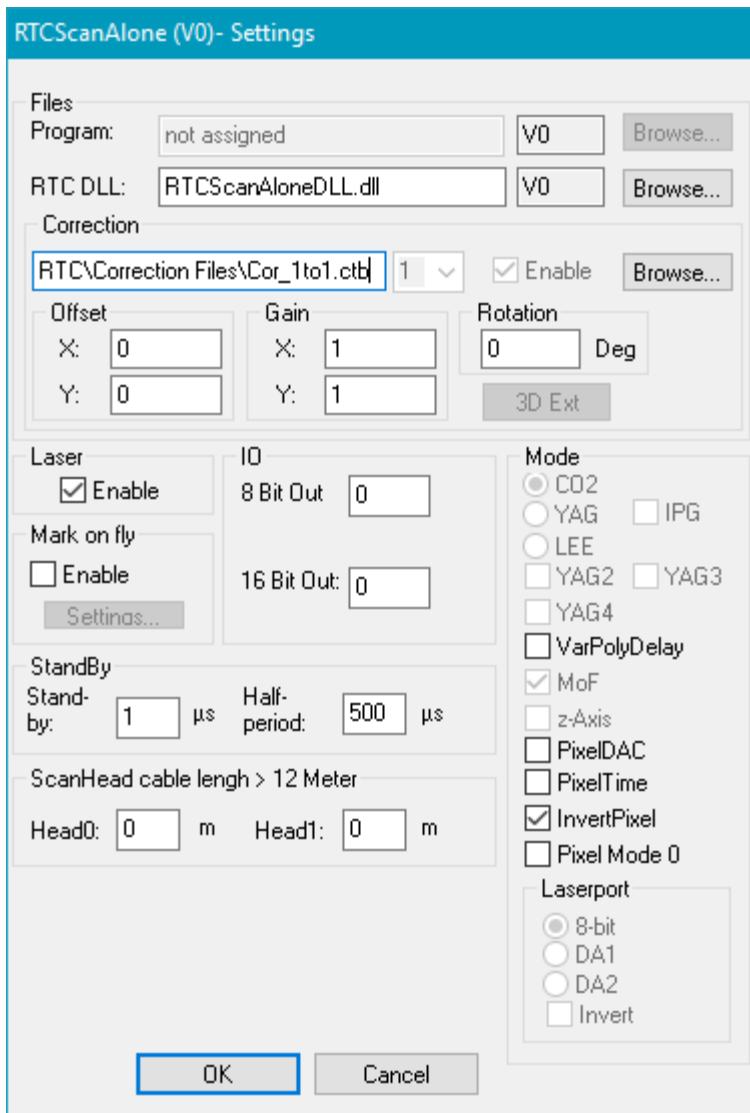 RTCScanAlone (V0)- Settings
Files
Program: not assigned V0 Browse...
RTC DLL: RTCScanAloneDLL.dll V0 Browse...
Correction
RTC\Correction Files\Cor_1to1.ctb 1 Enable Browse...
Offset Gain Rotation
X: 0 X: 1 0 Deg
Y: 0 Y: 1 3D Ext
Laser IO Mode
Enable 8 Bit Out 0 CO2
YAG IPG
Mark on fly LEE
Enable 16 Bit Out: 0 YAG2 YAG3
Settings... YAG4
VarPolyDelay
StandBy MoF
Stand-by: 1 µs Half-period: 500 µs z-Axis
PixelDAC
ScanHead cable lengh > 12 Meter PixelTime
Head0: 0 m Head1: 0 m InvertPixel
Pixel Mode 0
Laserport
8-bit
DA1
DA2
Invert
OK Cancel